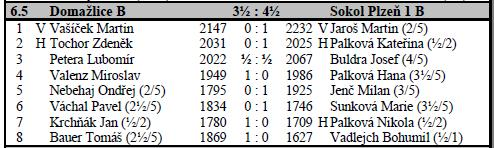 6.5 Domažlice B 3½ : 4½ Sokol Plzeň 1 B
1 V Vašíček Martin 2147 0 : 1 2232 V Jaroš Martin (2/5)
2 H Tochor Zdeněk 2031 0 : 1 2025 H Palková Kateřina (½/2)
3 Petera Lubomír 2022 ½ : ½ 2067 Buldra Josef (4/5)
4 Valenz Miroslav 1949 1 : 0 1986 Palková Hana (3½/5)
5 Nebehaj Ondřej (2/5) 1795 0 : 1 1925 Jenč Milan (3/5)
6 Váchal Pavel (2½/5) 1834 0 : 1 1746 Sunková Marie (3½/5)
7 Krchňák Jan (½/2) 1780 1 : 0 1709 H Palková Nikola (½/2)
8 Bauer Tomáš (2½/5) 1869 1 : 0 1627 Vadlejch Bohumil (½/1)